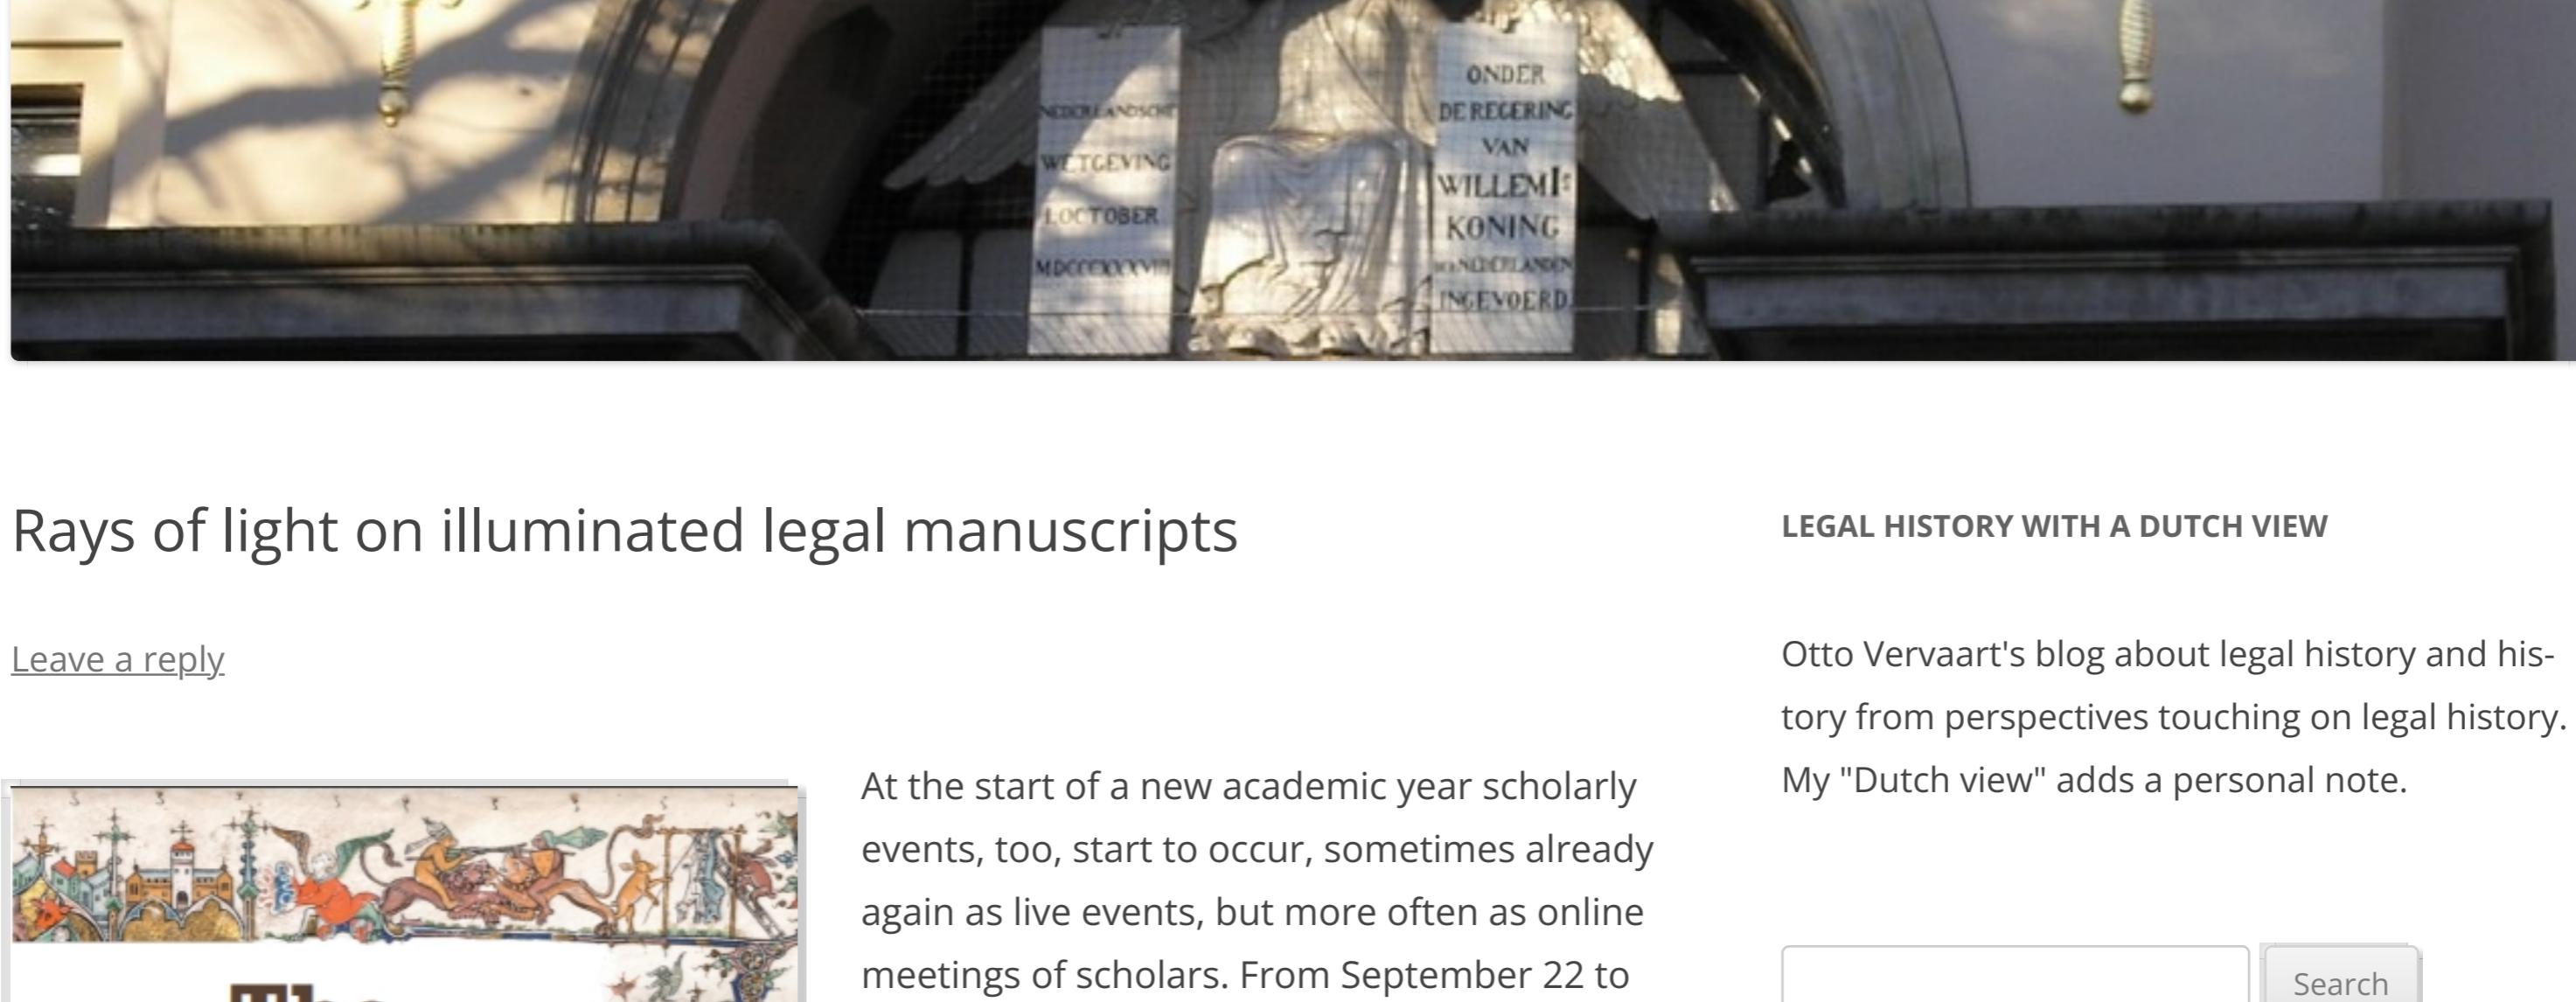 NEDERLANDSCHE
WETGEVING
I.OCTOBER
MDCCCXXXVIII
ONDER
DE REGERING
VAN
WILLEM I
KONING
DER NEDERLANDEN
INGEVOERD
Rays of light on illuminated legal manuscripts
Leave a reply
At the start of a new academic year scholarly
events, too, start to occur, sometimes already
again as live events, but more often as online
meetings of scholars. From September 22 to
LEGAL HISTORY WITH A DUTCH VIEW
Otto Vervaart's blog about legal history and his-
tory from perspectives touching on legal history.
My "Dutch view" adds a personal note.
Search